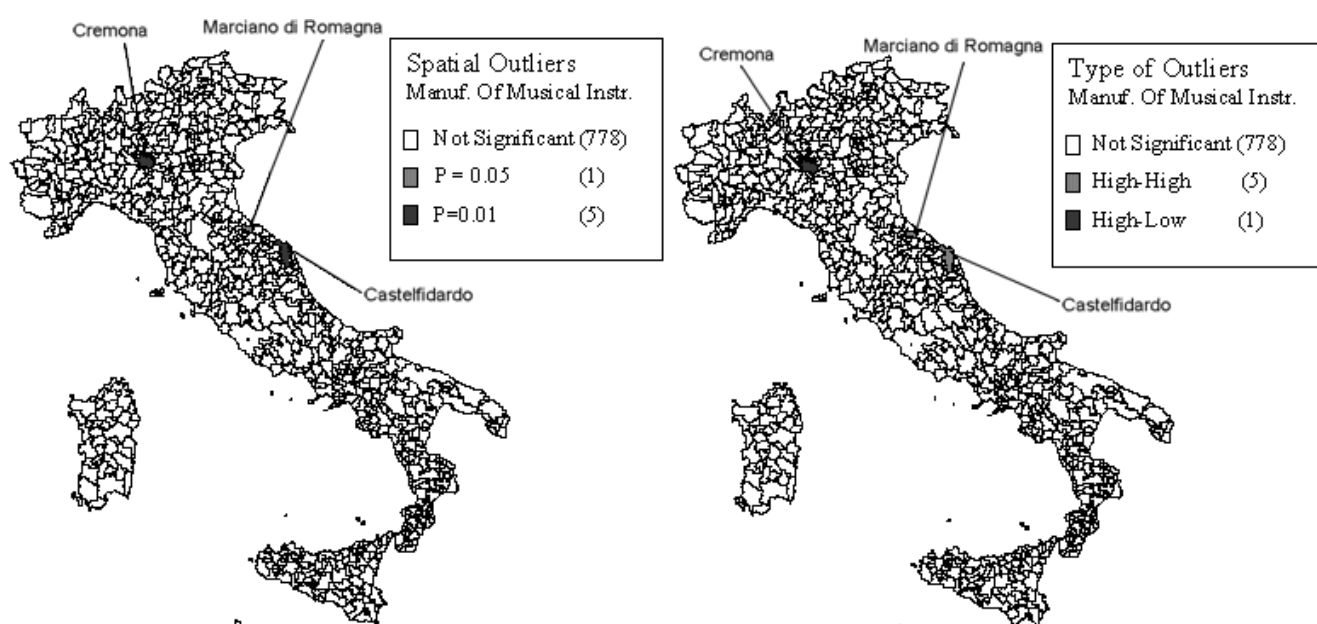 Cremona
Marciano di Romagna
Spatial Outliers
Manuf. Of Musical Instr.
Not Significant (778)
P = 0.05 (1)
P=0.01 (5)
Castelfidardo
Cremona
Marciano di Romagna
Type of Outliers
Manuf. Of Musical Instr.
Not Significant (778)
High-High (5)
High-Low (1)
Castelfidardo